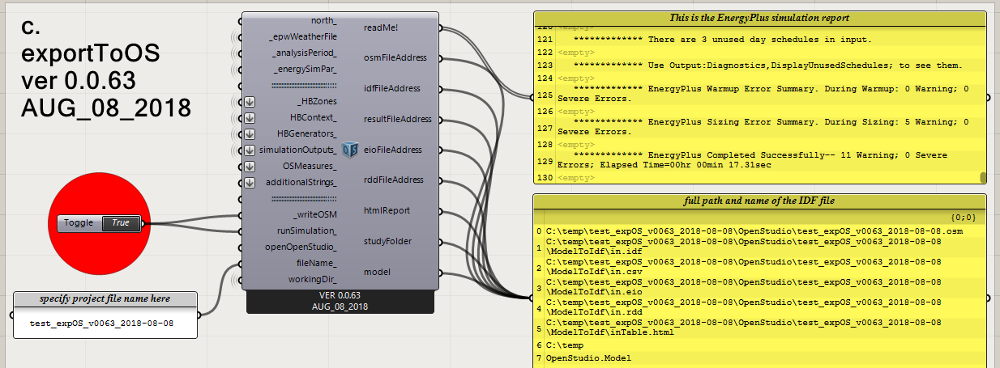 c.
exportToOS
ver 0.0.63
AUG_08_2018
Toggle True
specify project file name here
test_expOS_v0063_2018-08-08
north_
_epwWeatherFile
_analysisPeriod_
_energySimPar_
_HBZones
HBContext_
HBGenerators_
simulationOutputs_
OSMeasures_
additionalStrings_
_writeOSM
runSimulation_
openOpenStudio_
fileName_
workingDir_
OS
readMe!
osmFileAddress
idfFileAddress
resultFileAddress
eioFileAddress
rddFileAddress
htmlReport
studyFolder
model
VER 0.0.63
AUG_08_2018
This is the EnergyPlus simulation report
120 <empty>
121 ************* There are 3 unused day schedules in input.
122 <empty>
123 ************* Use Output:Diagnostics,DisplayUnusedSchedules; to see them.
124 <empty>
125 ************* EnergyPlus Warmup Error Summary. During Warmup: 0 Warning; 0
Severe Errors.
126 <empty>
127 ************* EnergyPlus Sizing Error Summary. During Sizing: 5 Warning; 0
Severe Errors.
128 <empty>
129 ************* EnergyPlus Completed Successfully-- 11 Warning; 0 Severe
Errors; Elapsed Time=00hr 00min 17.31sec
130 <empty>
full path and name of the IDF file
{0;0}
0 C:\temp\test_expOS_v0063_2018-08-08\OpenStudio\test_expOS_v0063_2018-08-08.osm
1 C:\temp\test_expOS_v0063_2018-08-08\OpenStudio\test_expOS_v0063_2018-08-08
\ModelToIdf\in.idf
2 C:\temp\test_expOS_v0063_2018-08-08\OpenStudio\test_expOS_v0063_2018-08-08
\ModelToIdf\in.csv
3 C:\temp\test_expOS_v0063_2018-08-08\OpenStudio\test_expOS_v0063_2018-08-08
\ModelToIdf\in.eio
4 C:\temp\test_expOS_v0063_2018-08-08\OpenStudio\test_expOS_v0063_2018-08-08
\ModelToIdf\in.rdd
5 C:\temp\test_expOS_v0063_2018-08-08\OpenStudio\test_expOS_v0063_2018-08-08
\ModelToIdf\inTable.html
6 C:\temp
7 OpenStudio.Model